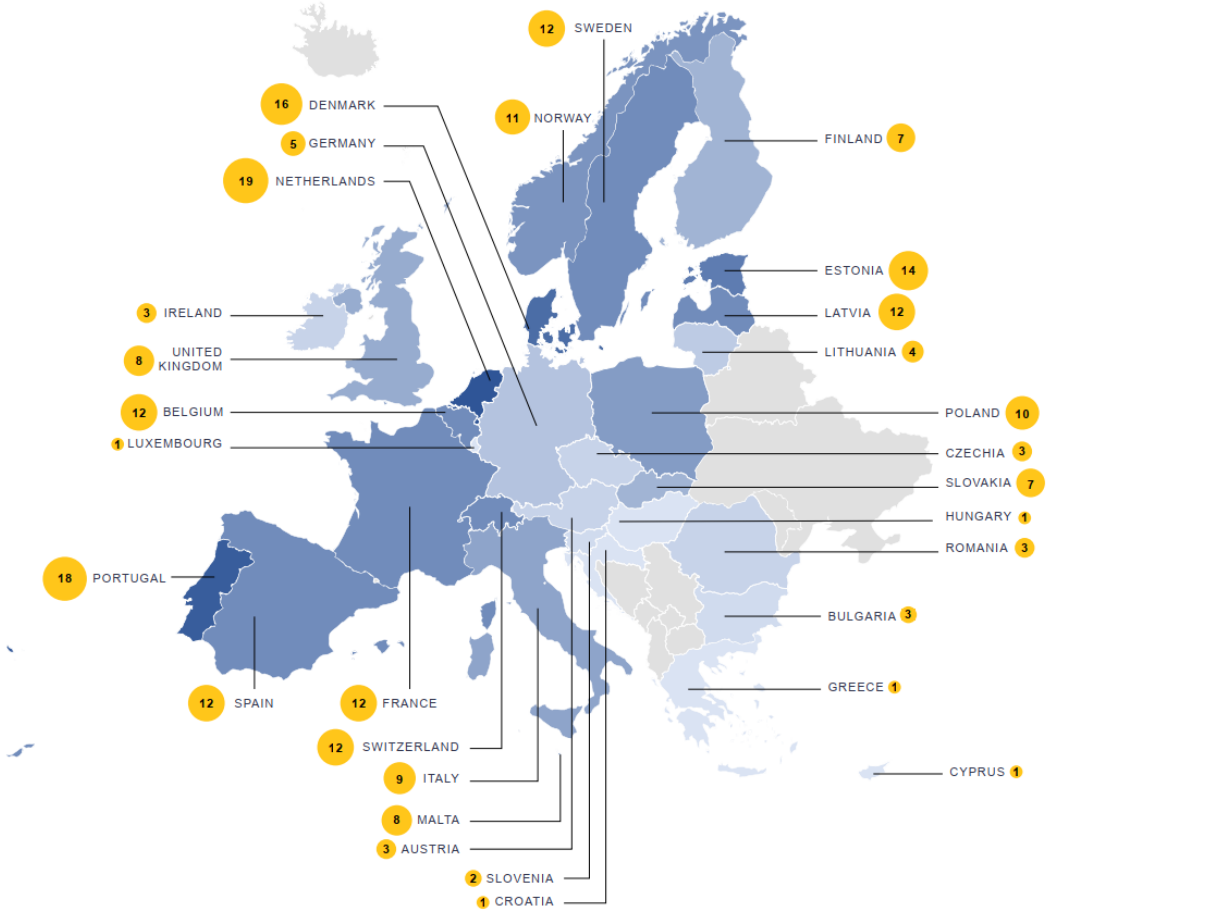 12 SWEDEN
16 DENMARK
11 NORWAY
FINLAND 7
5 GERMANY
19 NETHERLANDS
ESTONIA 14
3 IRELAND
LATVIA 12
8 UNITED
KINGDOM
LITHUANIA 4
12 BELGIUM
POLAND 10
1 LUXEMBOURG
CZECHIA 3
SLOVAKIA 7
HUNGARY 1
ROMANIA 3
18 PORTUGAL
BULGARIA 3
GREECE 1
12 SPAIN
12 FRANCE
12 SWITZERLAND
CYPRUS 1
9 ITALY
8 MALTA
3 AUSTRIA
2 SLOVENIA
1 CROATIA